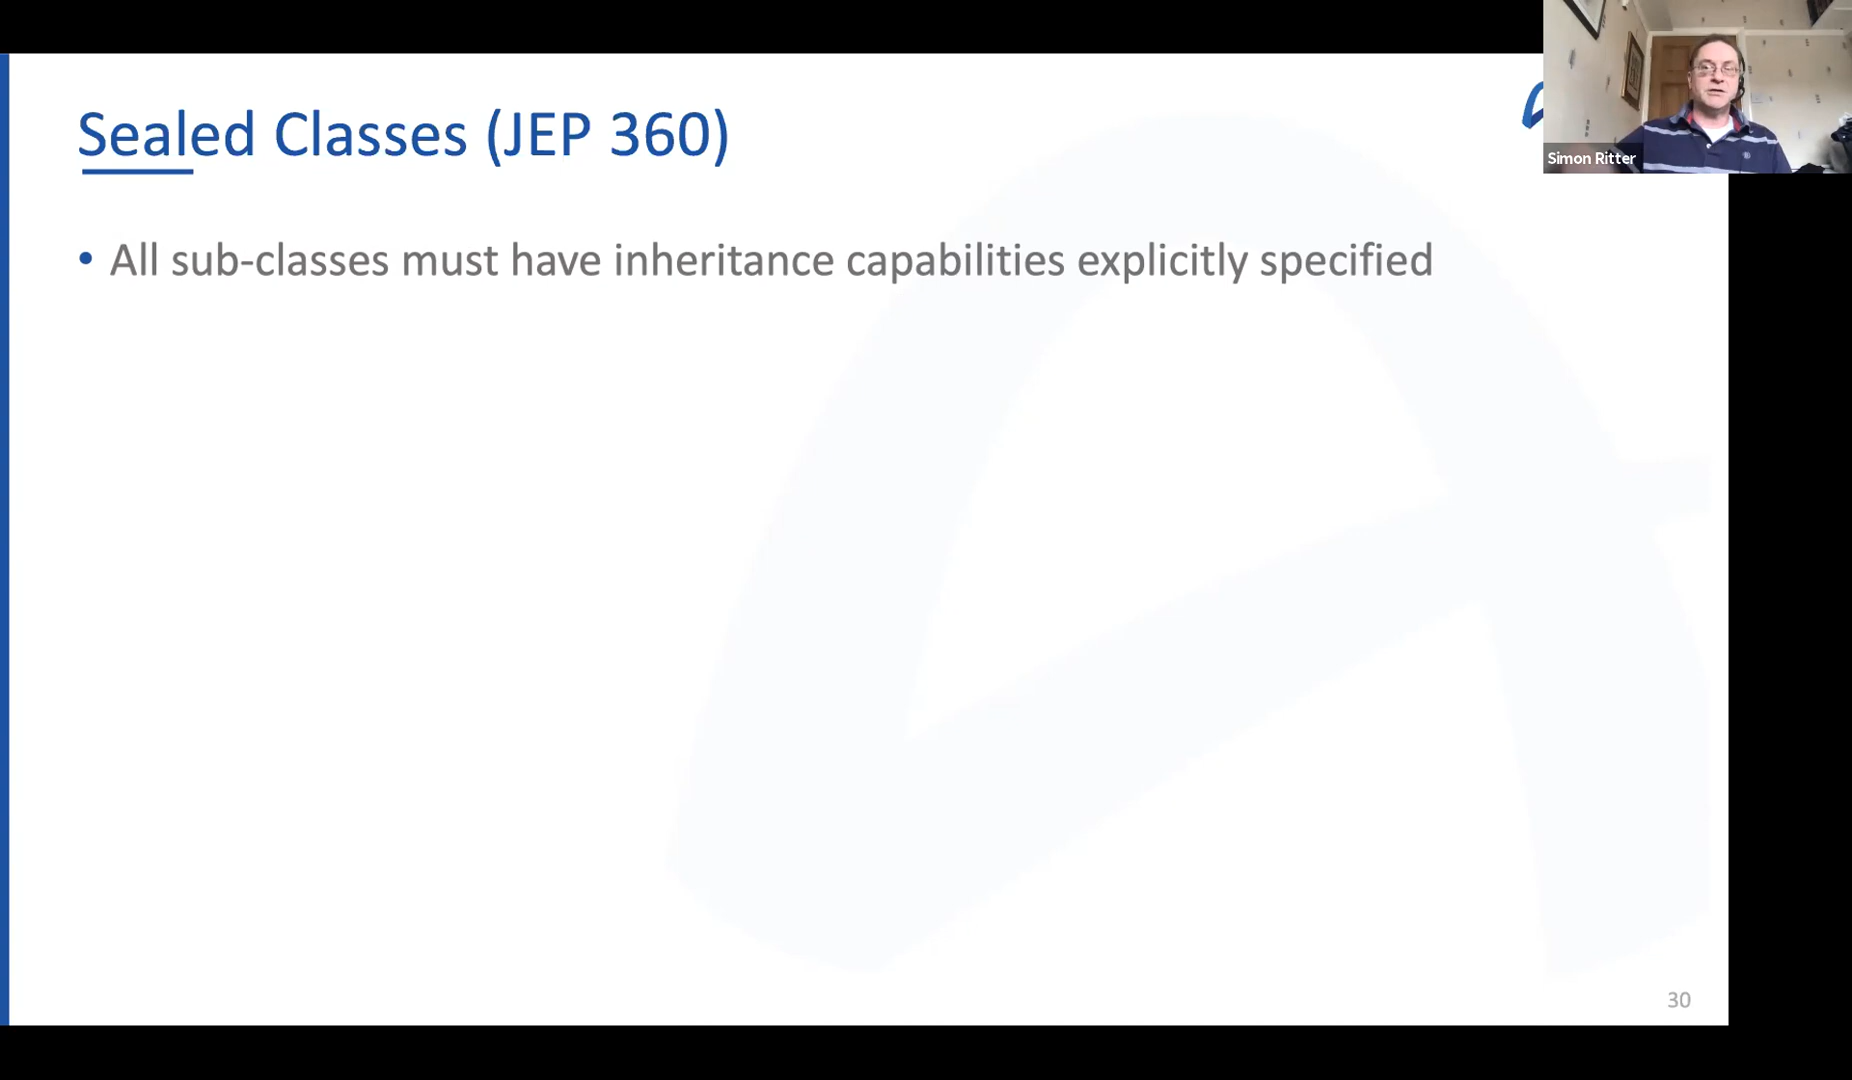 Sealed Classes (JEP 360)
Simon Ritter
• All sub-classes must have inheritance capabilities explicitly specified
30